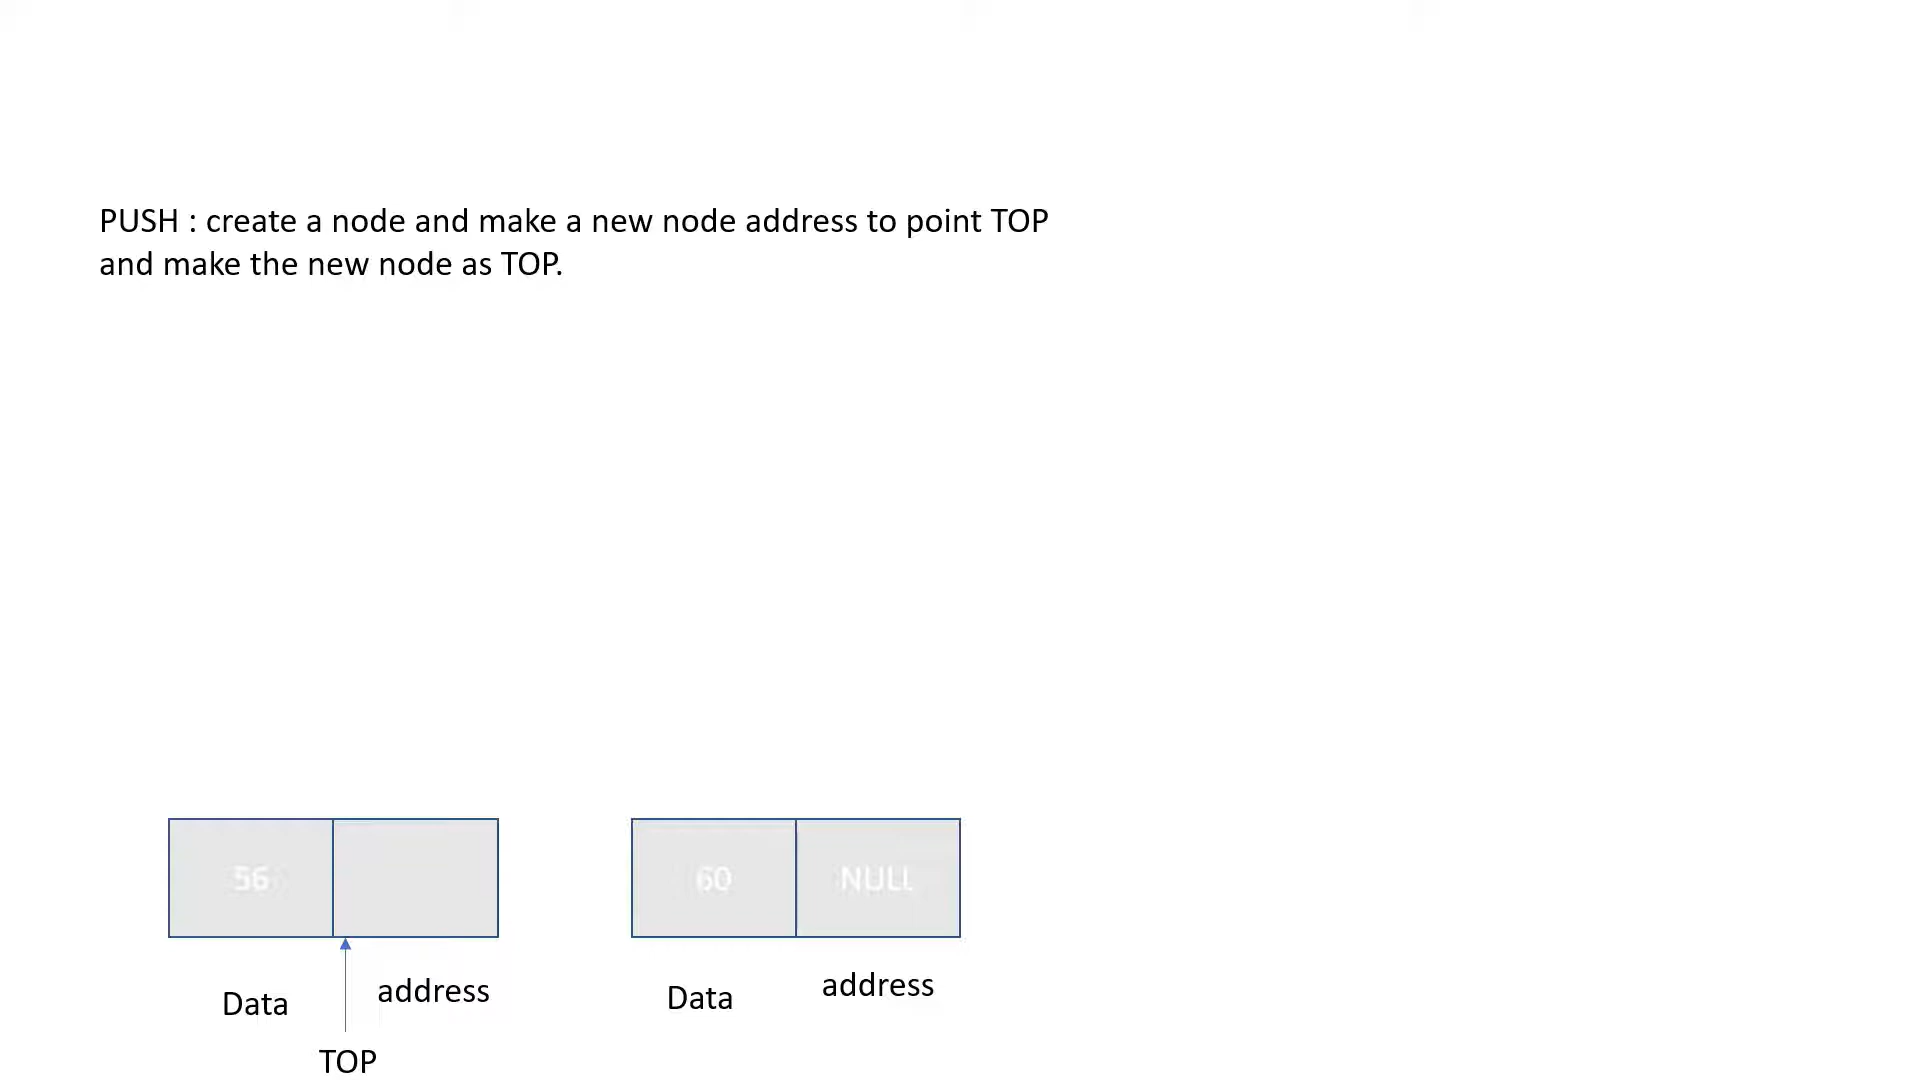 PUSH : create a node and make a new node address to point TOP
and make the new node as TOP.
56
60 NULL
Data address
Data address
TOP